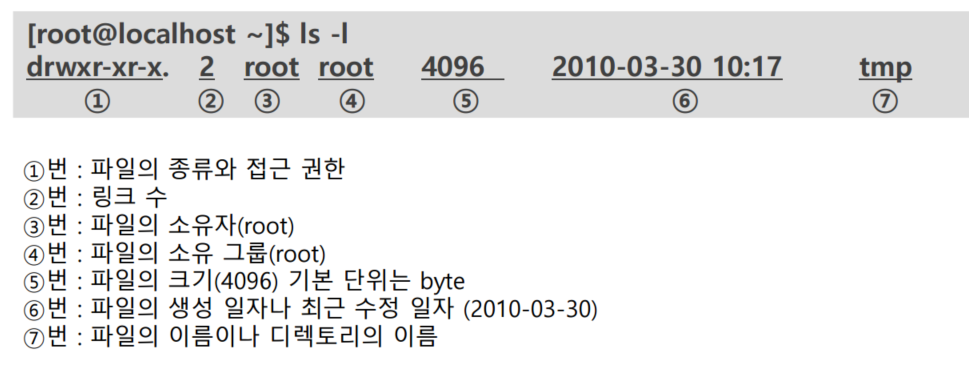 [root@localhost ~]$ ls -l
drwxr-xr-x. 2 root root 4096 2010-03-30 10:17 tmp
① ② ③ ④ ⑤ ⑥ ⑦
①번 : 파일의 종류와 접근 권한
②번 : 링크 수
③번 : 파일의 소유자(root)
④번 : 파일의 소유 그룹(root)
⑤번 : 파일의 크기(4096) 기본 단위는 byte
⑥번 : 파일의 생성 일자나 최근 수정 일자 (2010-03-30)
⑦번 : 파일의 이름이나 디렉토리의 이름